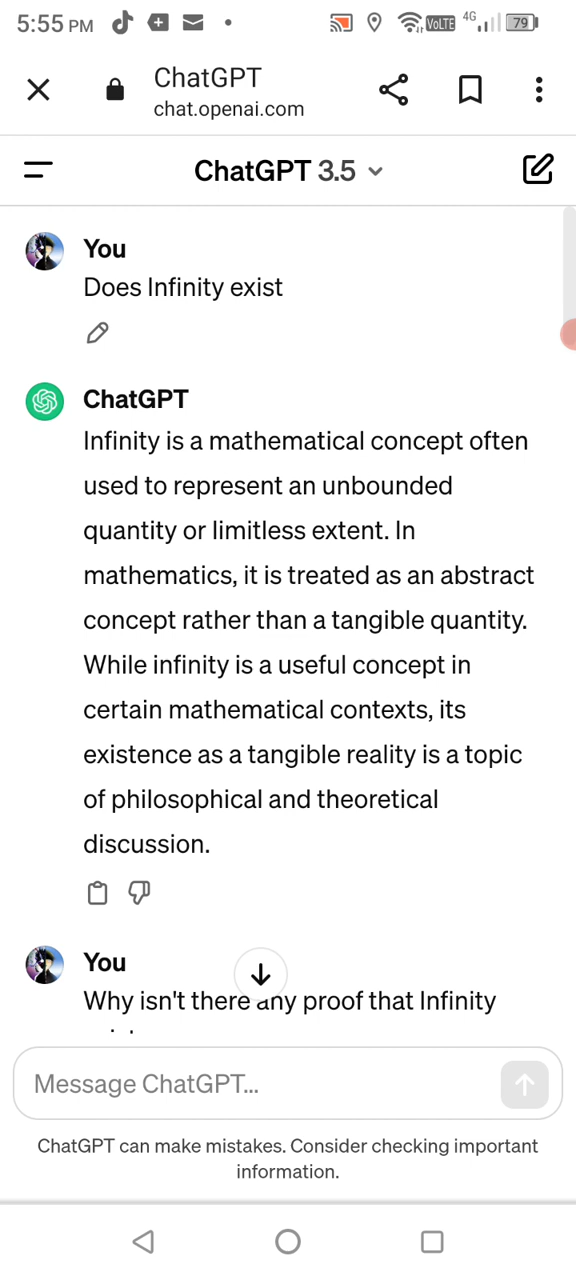 5:55 PM
VoLTE 4G 79
ChatGPT
chat.openai.com
ChatGPT 3.5
You
Does Infinity exist
ChatGPT
Infinity is a mathematical concept often
used to represent an unbounded
quantity or limitless extent. In
mathematics, it is treated as an abstract
concept rather than a tangible quantity.
While infinity is a useful concept in
certain mathematical contexts, its
existence as a tangible reality is a topic
of philosophical and theoretical
discussion.
You
Why isn't there any proof that Infinity
Message ChatGPT...
ChatGPT can make mistakes. Consider checking important
information.